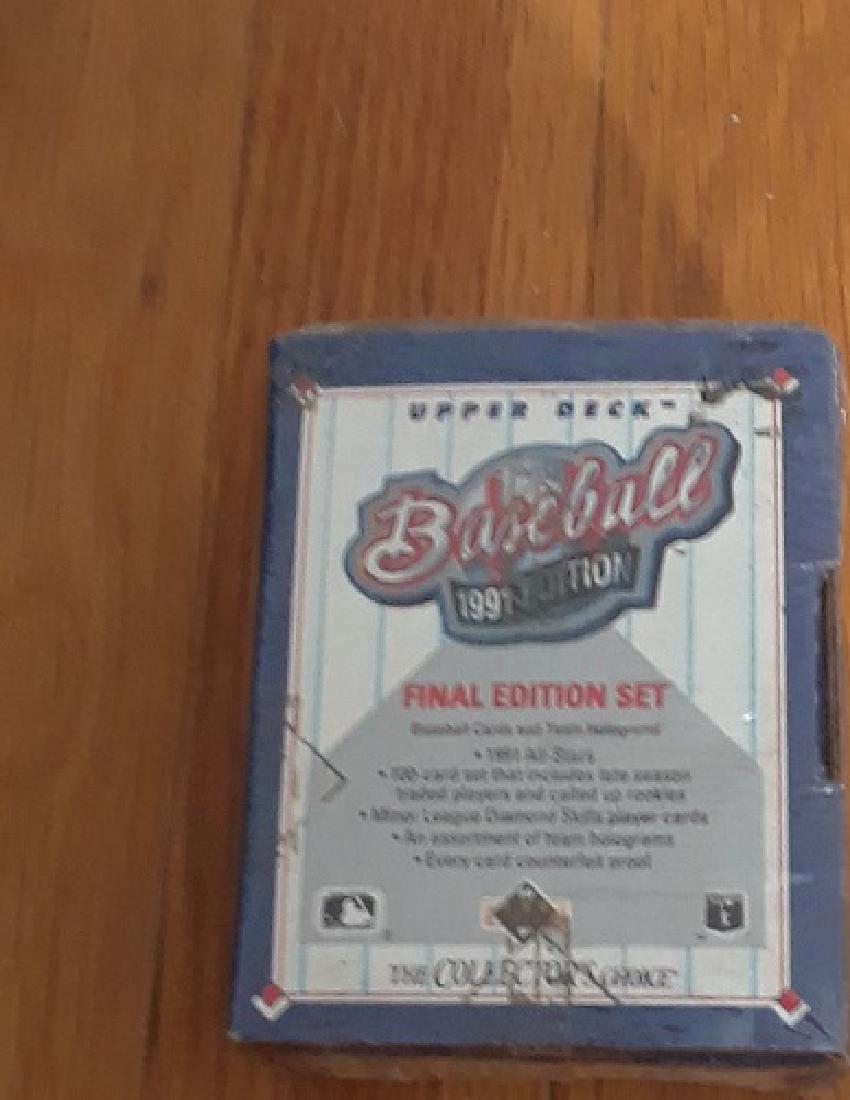 UPPER DECK™
Baseball
1991 EDITION
FINAL EDITION SET
Baseball Cards and Team Holograms
• 1991 All-Stars
• 100-card set that includes late season
traded players and called up rookies
• Minor League Diamond Skills player cards
• An assortment of team holograms
• Every card counterfeit proof
THE COLLECTOR'S CHOICE™